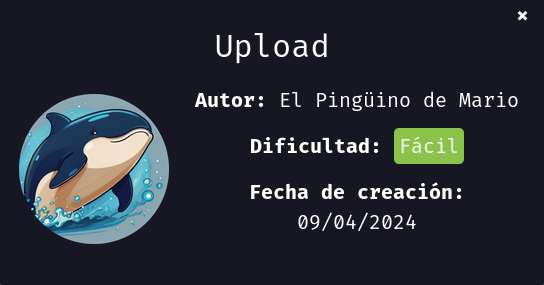 ✖
Upload
Autor: El Pingüino de Mario
Dificultad: Fácil
Fecha de creación:
09/04/2024